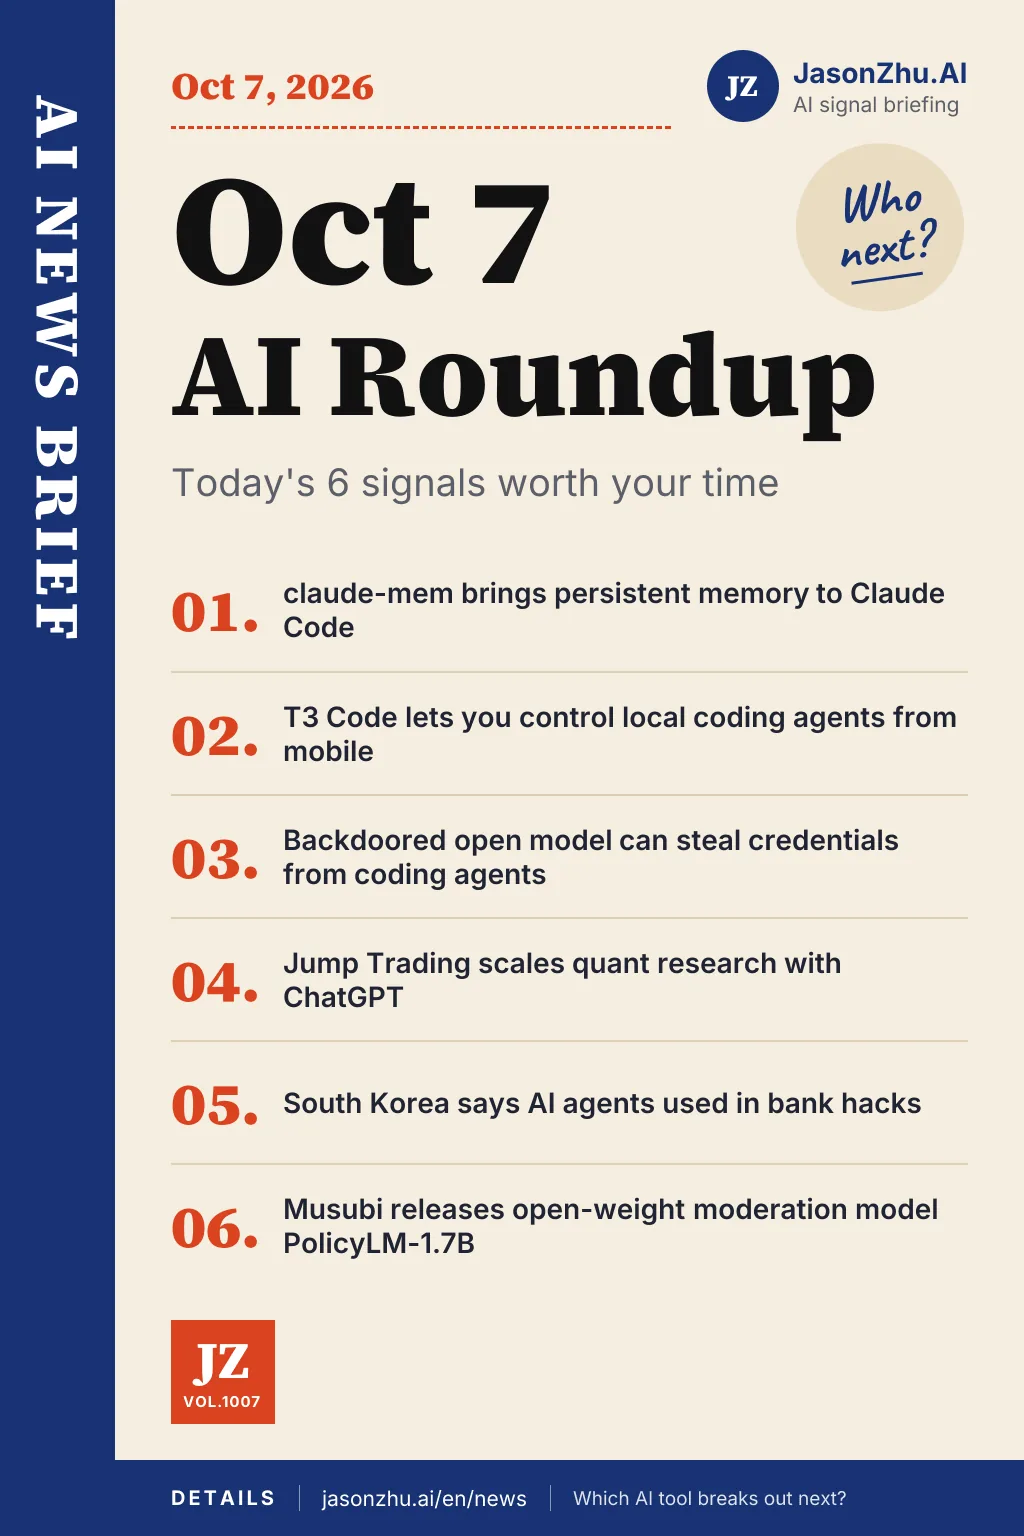 AI NEWS BRIEF
Oct 7, 2026
JZ
JasonZhu.AI
AI signal briefing
Oct 7
Who
next?
AI Roundup
Today's 6 signals worth your time
01. claude-mem brings persistent memory to Claude
Code
02. T3 Code lets you control local coding agents from
mobile
03. Backdoored open model can steal credentials
from coding agents
04. Jump Trading scales quant research with
ChatGPT
05. South Korea says AI agents used in bank hacks
06. Musubi releases open-weight moderation model
PolicyLM-1.7B
JZ
VOL.1007
DETAILS
jasonzhu.ai/en/news
Which AI tool breaks out next?